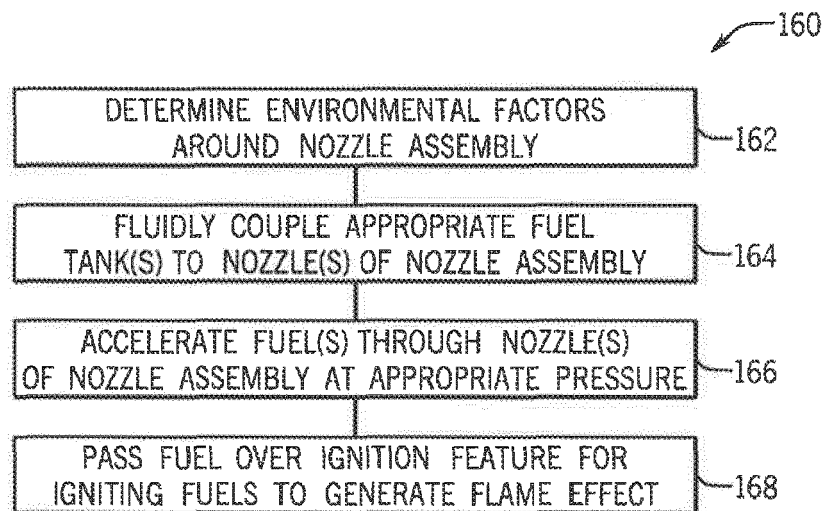 160
DETERMINE ENVIRONMENTAL FACTORS
AROUND NOZZLE ASSEMBLY
162
FLUIDLY COUPLE APPROPRIATE FUEL
TANK(S) TO NOZZLE(S) OF NOZZLE ASSEMBLY
164
ACCELERATE FUEL(S) THROUGH NOZZLE(S)
OF NOZZLE ASSEMBLY AT APPROPRIATE PRESSURE
166
PASS FUEL OVER IGNITION FEATURE FOR
IGNITING FUELS TO GENERATE FLAME EFFECT
168